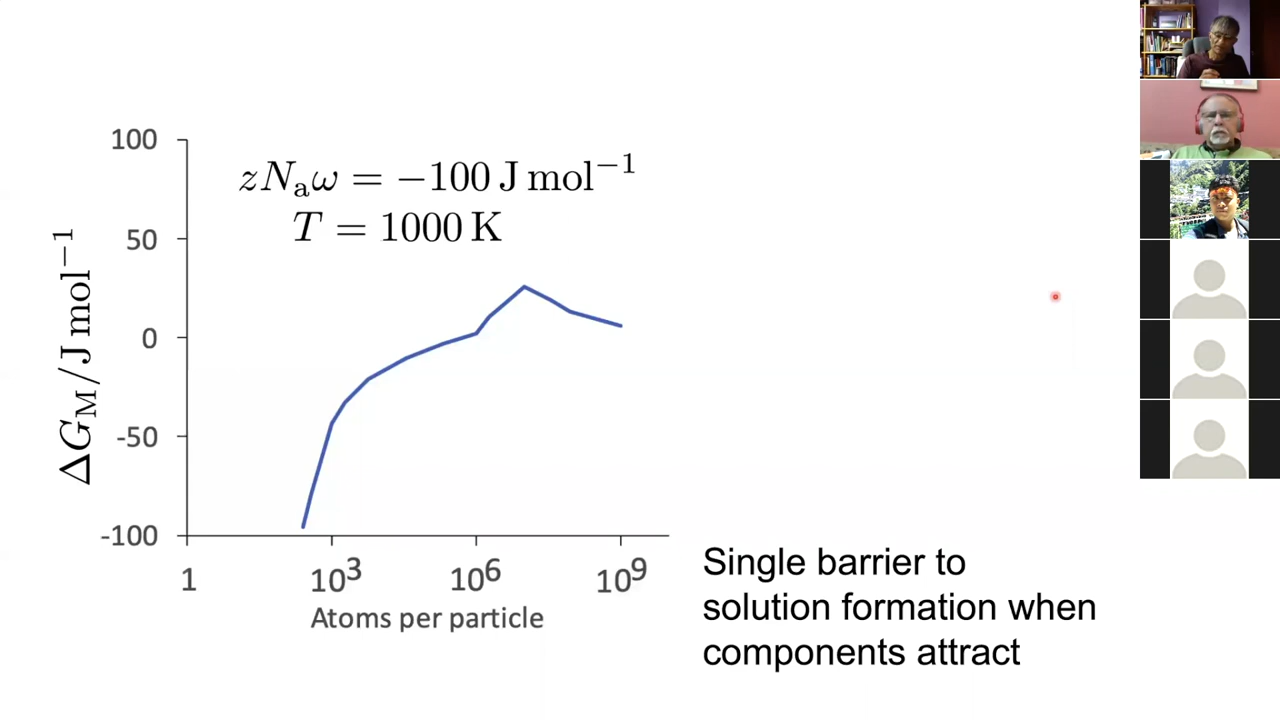 100
50
0
-50
-100
ΔG_M/J mol⁻¹
zNₐω = −100 J mol⁻¹
T = 1000 K
1 10³ 10⁶ 10⁹
Atoms per particle
Single barrier to
solution formation when
components attract